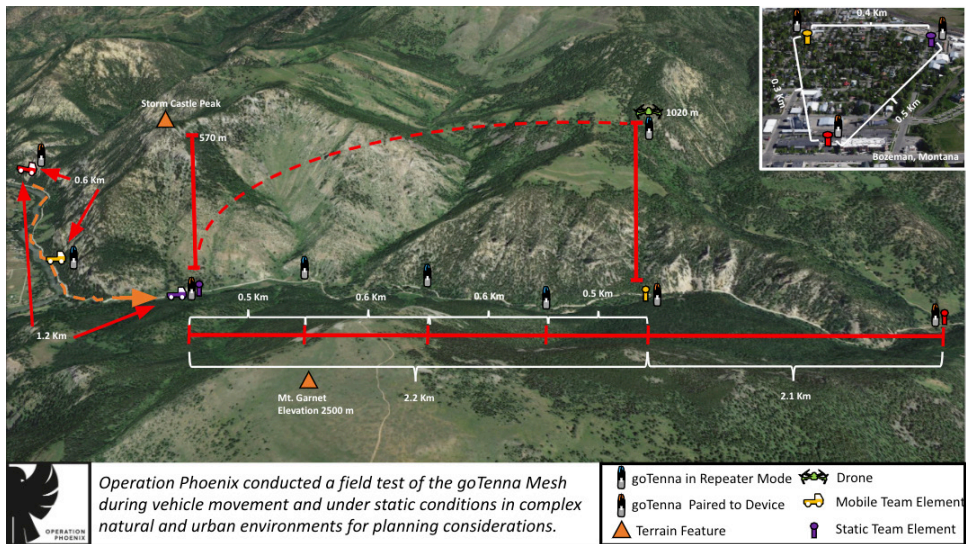 Storm Castle Peak
570 m
1020 m
0.4 Km
0.3 Km
0.5 Km
Bozeman, Montana
0.6 Km
1.2 Km
0.5 Km
0.6 Km
0.6 Km
0.5 Km
2.2 Km
2.1 Km
Mt. Garnet
Elevation 2500 m
OPERATION
PHOENIX
Operation Phoenix conducted a field test of the goTenna Mesh
during vehicle movement and under static conditions in complex
natural and urban environments for planning considerations.
goTenna in Repeater Mode
goTenna Paired to Device
Terrain Feature
Drone
Mobile Team Element
Static Team Element